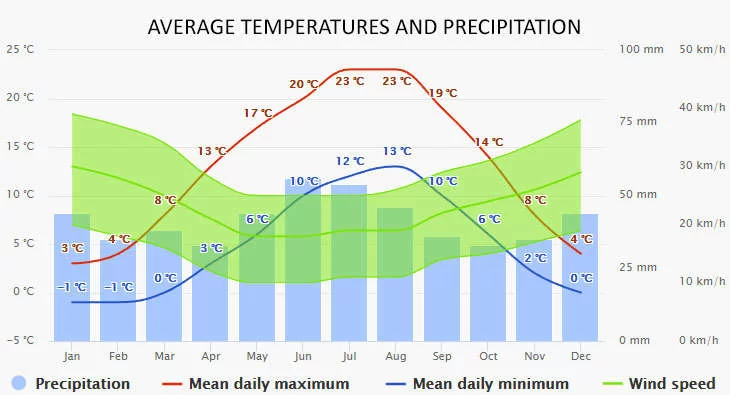 AVERAGE TEMPERATURES AND PRECIPITATION
25 °C 100 mm 50 km/h
23 °C 23 °C
20 °C 20 °C 19 °C 40 km/h
17 °C 75 mm
15 °C 13 °C 12 °C 13 °C 14 °C 30 km/h
10 °C 8 °C 10 °C 10 °C 8 °C 50 mm
6 °C 6 °C 20 km/h
5 °C 3 °C 4 °C 3 °C 2 °C 4 °C 25 mm
0 °C −1 °C −1 °C 0 °C 0 °C 10 km/h
−5 °C 0 mm 0 km/h
Jan Feb Mar Apr May Jun Jul Aug Sep Oct Nov Dec
Precipitation Mean daily maximum Mean daily minimum Wind speed